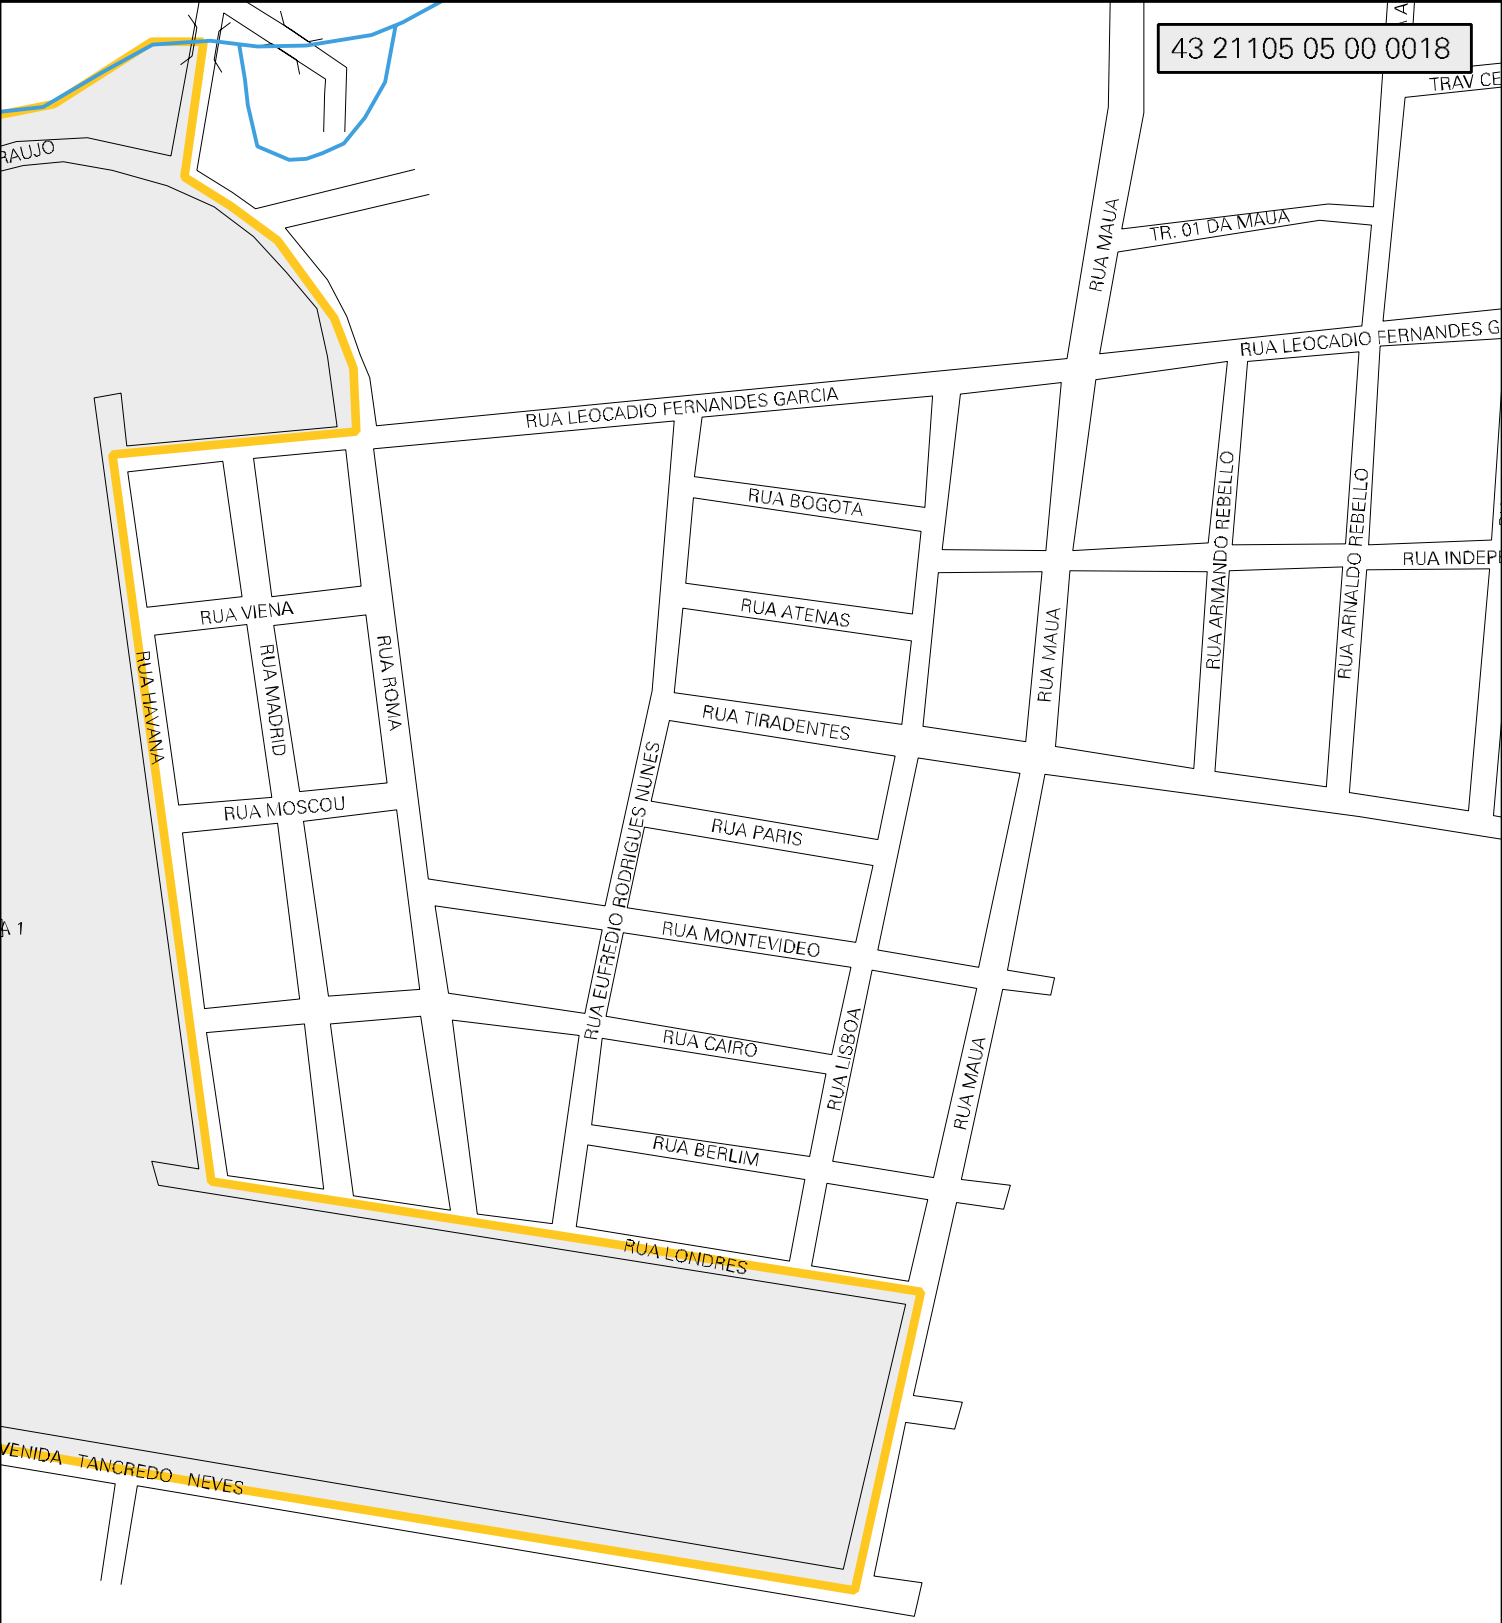 43 21105 05 00 0018
TRAV CE
RAUJO
RUA MAUA
TR. 01 DA MAUA
RUA LEOCADIO FERNANDES G
RUA LEOCADIO FERNANDES GARCIA
RUA BOGOTA
RUA ARMANDO REBELLO
RUA ARNALDO REBELLO
RUA INDEPE
RUA VIENA
RUA ATENAS
RUA MAUA
RUA HAVANA
RUA MADRID
RUA ROMA
RUA TIRADENTES
RUA MOSCOU
RUA PARIS
RUA EUFREDIO RODRIGUES NUNES
A 1
RUA MONTEVIDEO
RUA CAIRO
RUA LISBOA
RUA MAUA
RUA BERLIM
RUA LONDRES
VENIDA TANCREDO NEVES